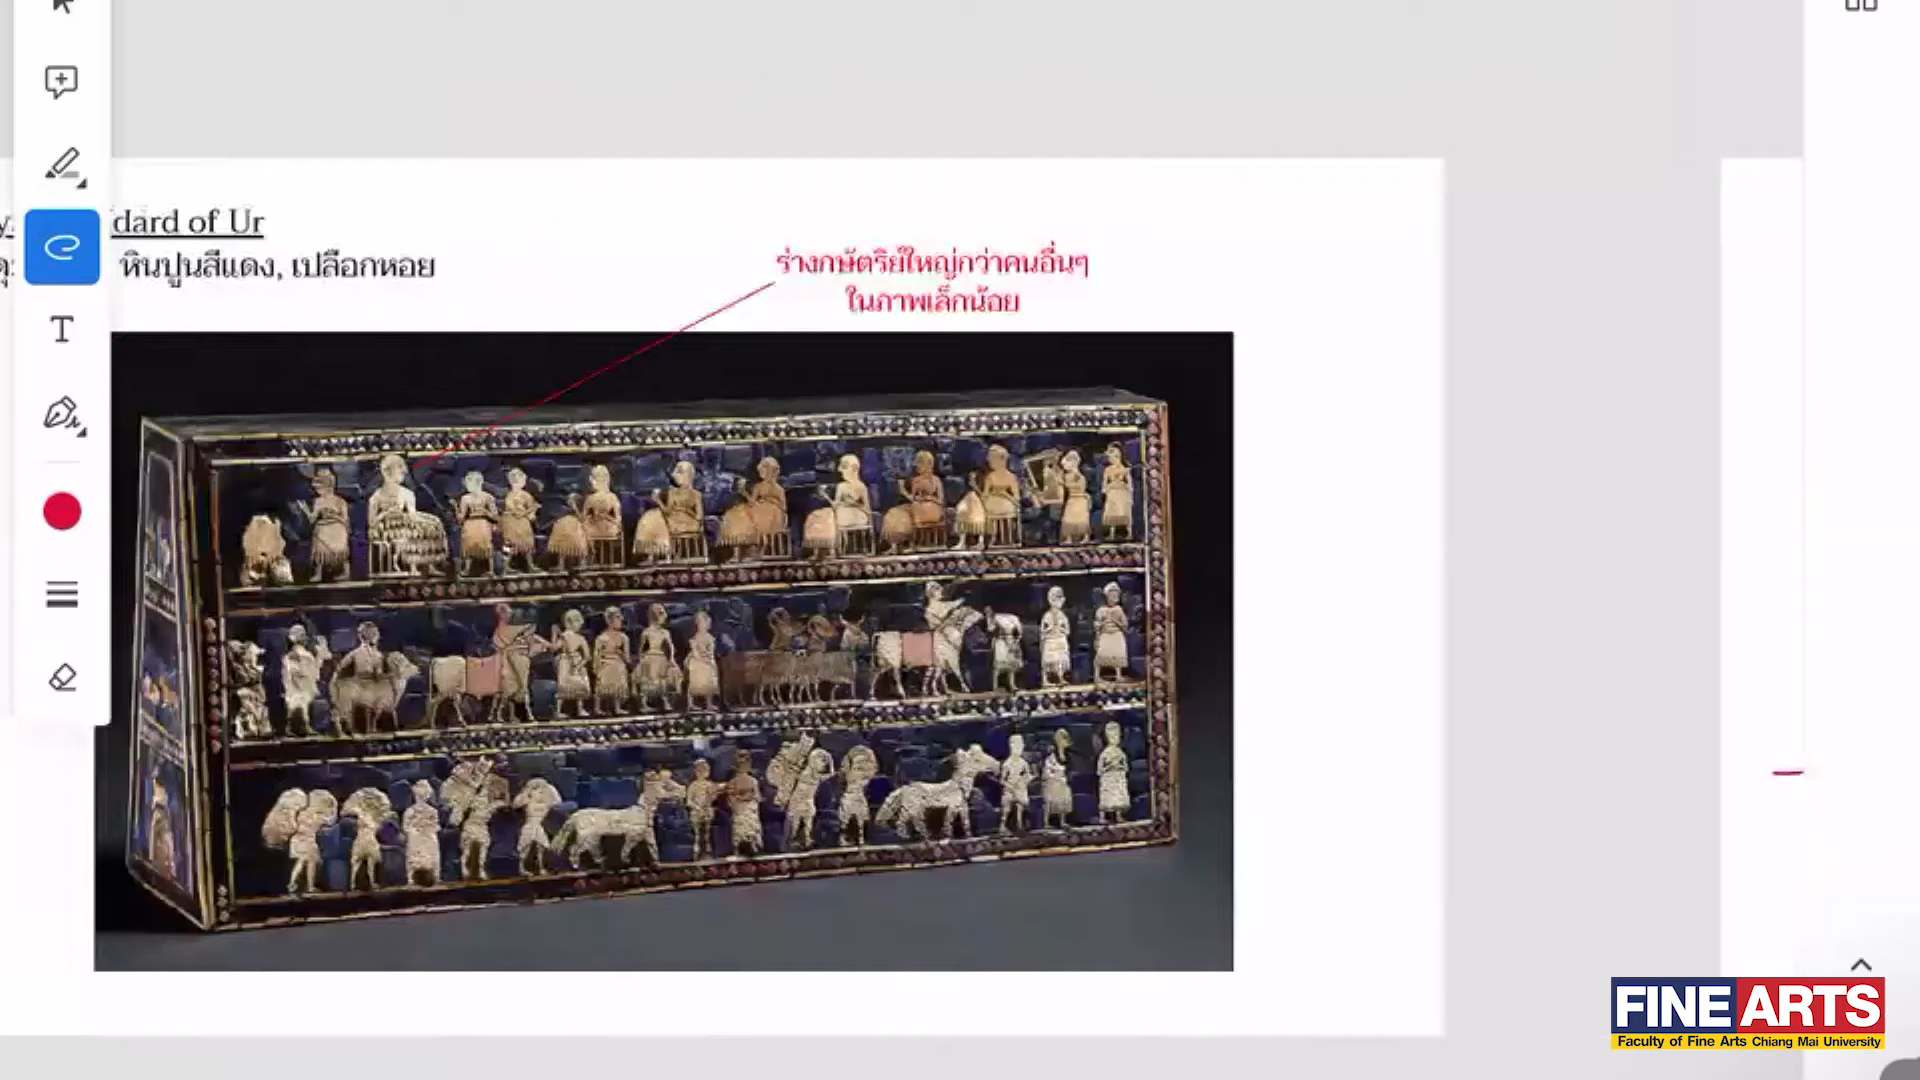 dard of Ur
หินปูนสีแดง, เปลือกหอย
ร่างกษัตริย์ใหญ่กว่าคนอื่นๆ
ในภาพเล็กน้อย
T
FINE ARTS
Faculty of Fine Arts Chiang Mai University